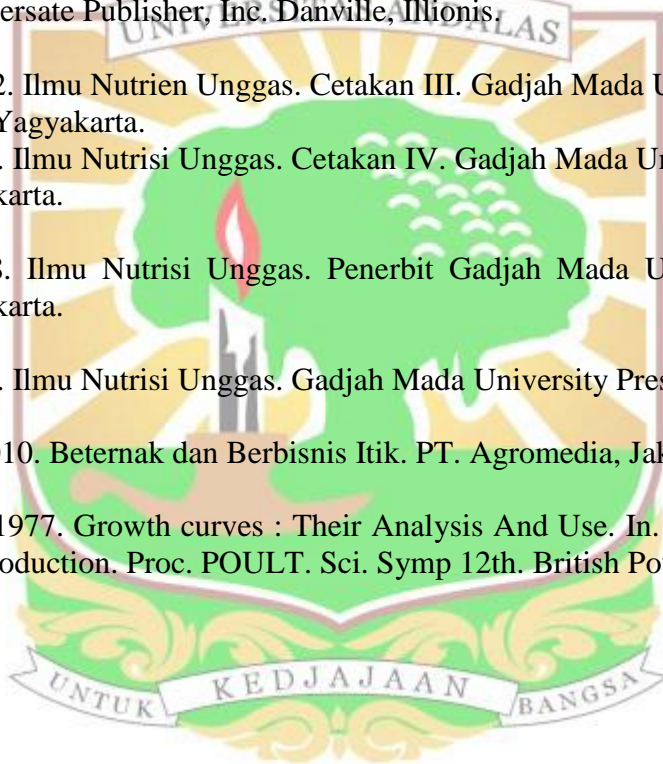 ersate Publisher, Inc. Danville, Illionis.
UNIVERSITAS ANDALAS
2. Ilmu Nutrien Unggas. Cetakan III. Gadjah Mada U
Yagyakarta.
. Ilmu Nutrisi Unggas. Cetakan IV. Gadjah Mada Un
karta.
3. Ilmu Nutrisi Unggas. Penerbit Gadjah Mada U
karta.
. Ilmu Nutrisi Unggas. Gadjah Mada University Pres
10. Beternak dan Berbisnis Itik. PT. Agromedia, Jak
1977. Growth curves : Their Analysis And Use. In.
oduction. Proc. POULT. Sci. Symp 12th. British Po
UNTUK KEDJAJAAN BANGSA